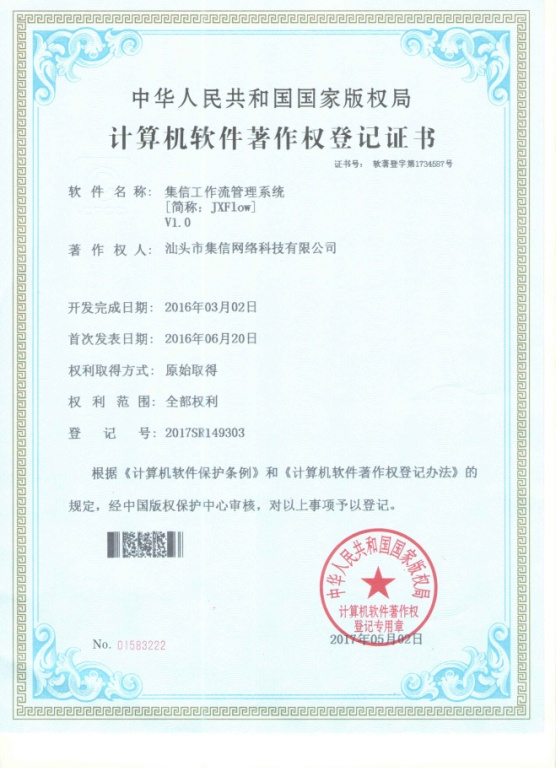 中华人民共和国国家版权局
计算机软件著作权登记证书
证书号： 软著登字第1734587号
软件名称： 集信工作流管理系统
[简称：JXFlow]
V1.0
著作权人： 汕头市集信网络科技有限公司
开发完成日期： 2016年03月02日
首次发表日期： 2016年06月20日
权利取得方式： 原始取得
权利范围： 全部权利
登记号： 2017SR149303
根据《计算机软件保护条例》和《计算机软件著作权登记办法》的
规定，经中国版权保护中心审核，对以上事项予以登记。
中华人民共和国国家版权局
计算机软件著作权
登记专用章
2017年05月02日
No. 01583222